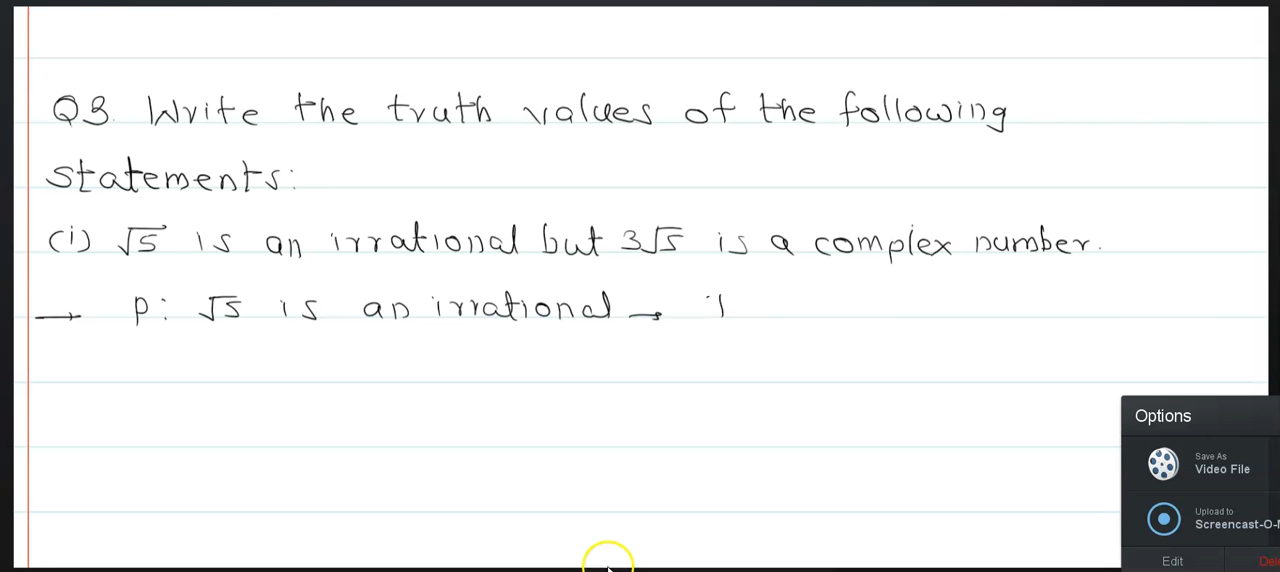 Q3. Write the truth values of the following
statements:
(i) √5 is an irrational but 3√5 is a complex number.
→ p: √5 is an irrational →
Options
Save As
Video File
Upload to
Edit